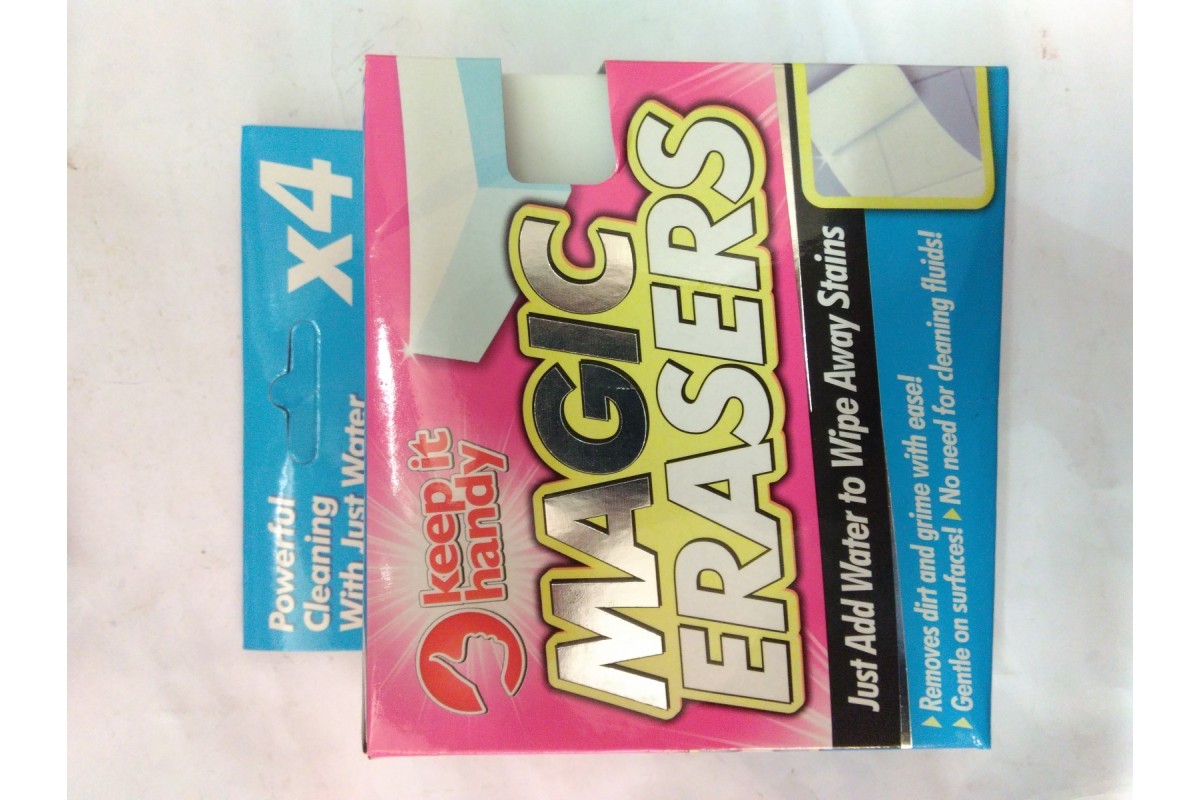 Powerful
Cleaning
With Just Water
x4
keep it
handy
MAGIC
ERASERS
Just Add Water to Wipe Away Stains
Removes dirt and grime with ease!
Gentle on surfaces! No need for cleaning fluids!